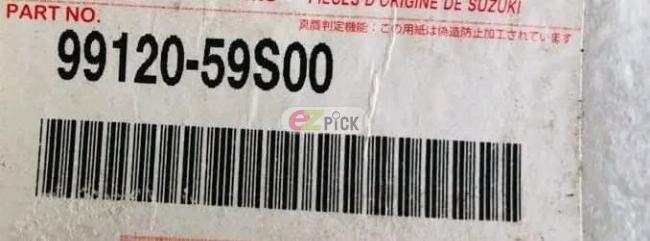 PIÈCES D'ORIGINE DE SUZUKI
PART NO.
真贋判定機能：この用紙は偽造防止加工されています
99120-59S00
eZPICK